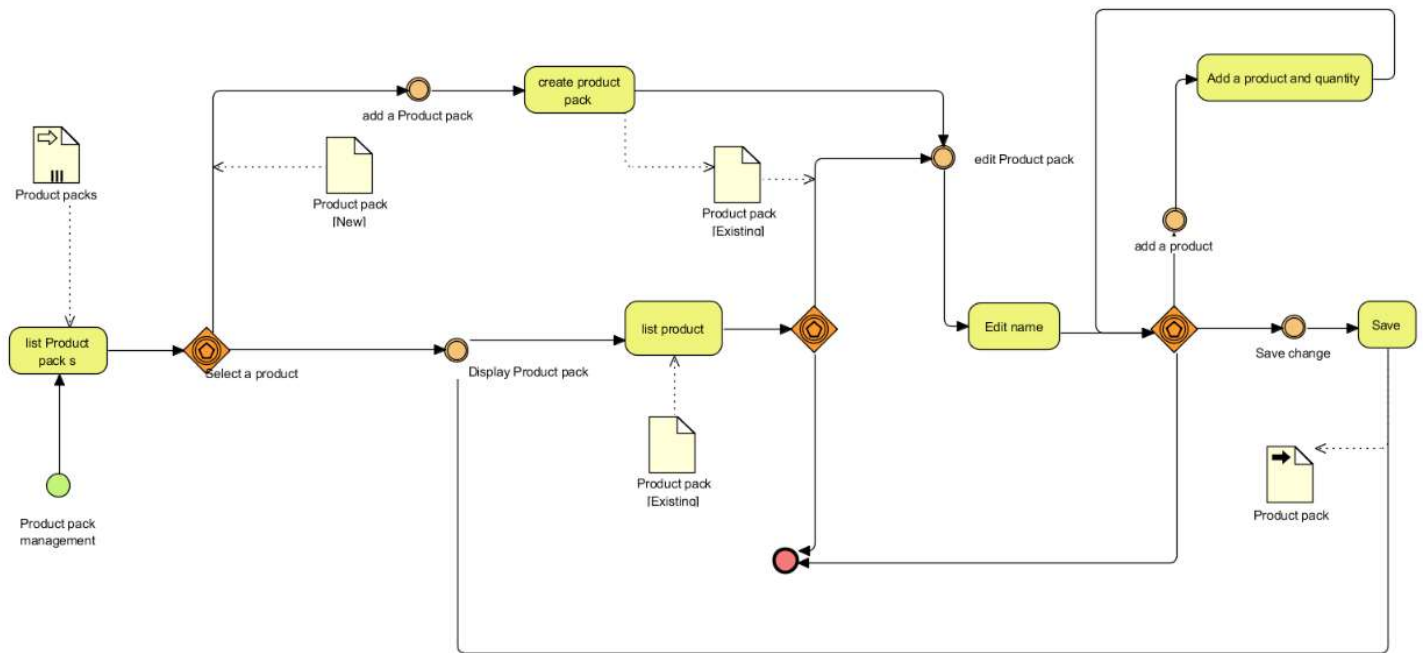 create product
pack
Add a product and quantity
add a Product pack
edit Product pack
Product packs
Product pack
[New]
Product pack
[Existing]
add a product
list Product
pack s
Select a product
Display Product pack
list product
Edit name
Save change
Save
Product pack
[Existing]
Product pack
Product pack
management